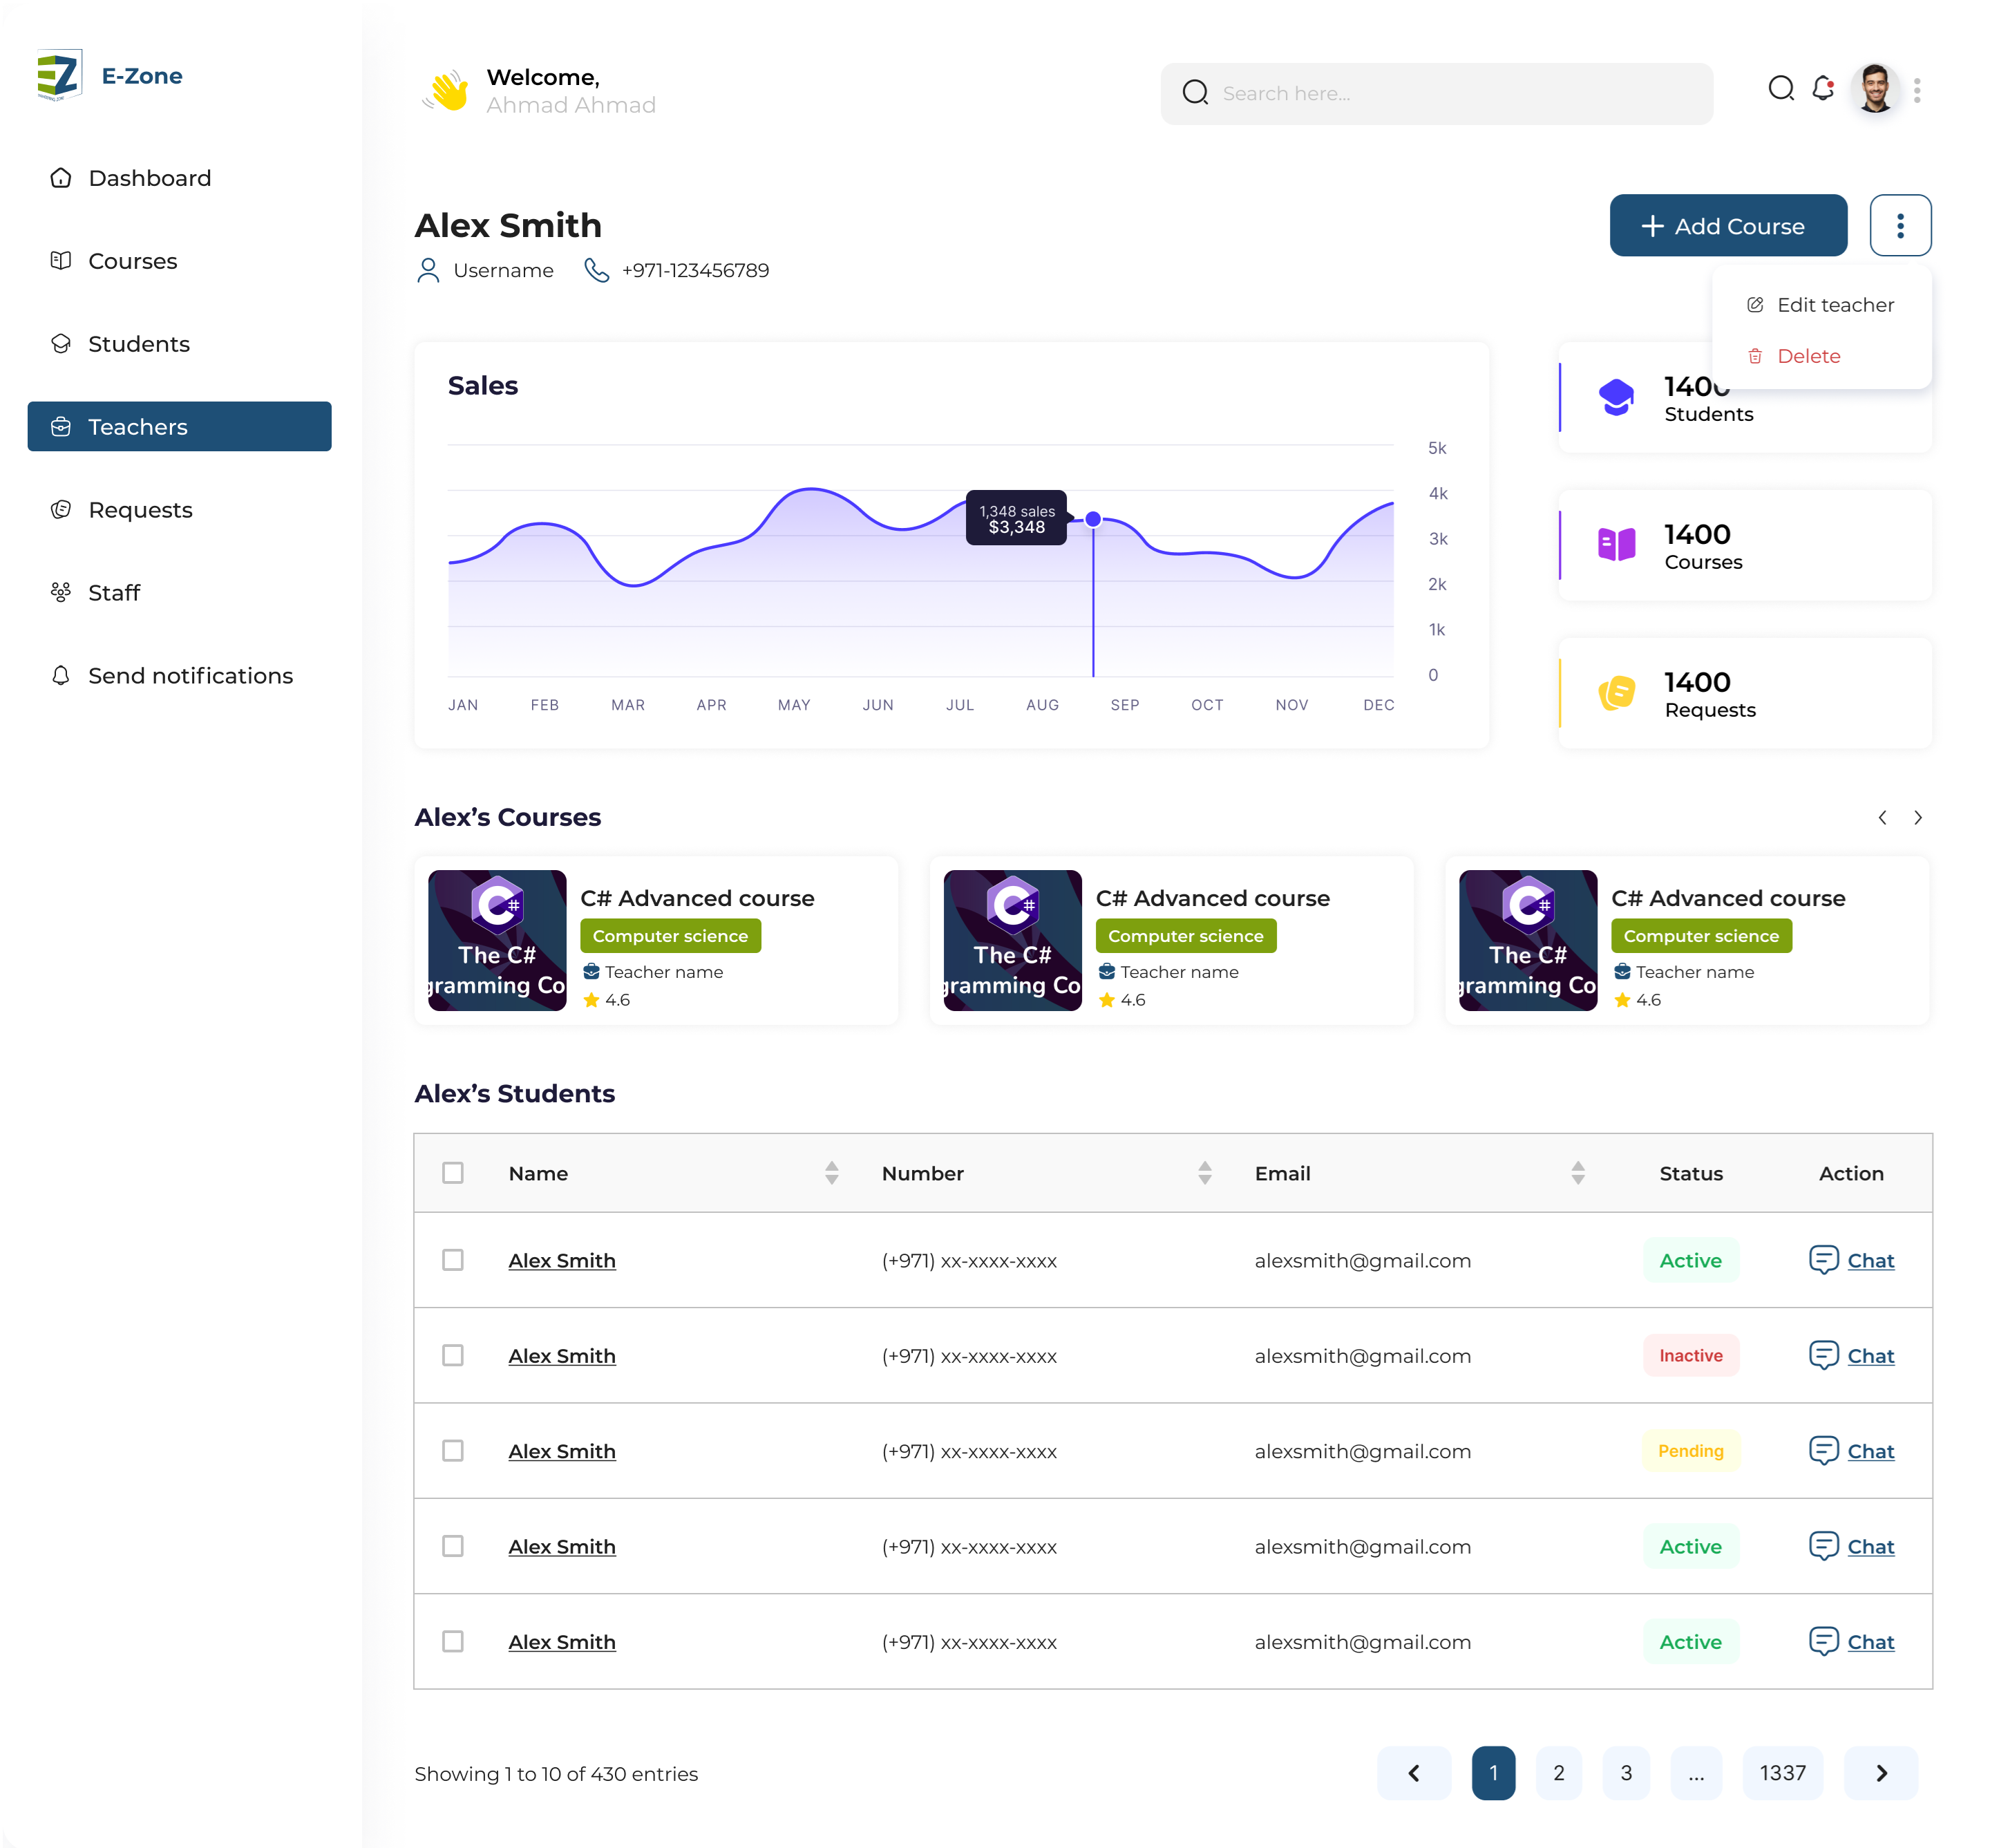 E-Zone
Dashboard
Courses
Students
Teachers
Requests
Staff
Send notifications
Welcome,
Ahmad Ahmad
Search here...
Alex Smith
Username
+971-123456789
Add Course
Edit teacher
Delete
Sales
5k
4k
3k
2k
1k
0
1,348 sales
$3,348
JAN FEB MAR APR MAY JUN JUL AUG SEP OCT NOV DEC
1400
Students
1400
Courses
1400
Requests
Alex’s Courses
The C#
gramming Co
C# Advanced course
Computer science
Teacher name
4.6
The C#
gramming Co
C# Advanced course
Computer science
Teacher name
4.6
The C#
gramming Co
C# Advanced course
Computer science
Teacher name
4.6
Alex’s Students
Name Number Email Status Action
Alex Smith (+971) xx-xxxx-xxxx alexsmith@gmail.com Active Chat
Alex Smith (+971) xx-xxxx-xxxx alexsmith@gmail.com Inactive Chat
Alex Smith (+971) xx-xxxx-xxxx alexsmith@gmail.com Pending Chat
Alex Smith (+971) xx-xxxx-xxxx alexsmith@gmail.com Active Chat
Alex Smith (+971) xx-xxxx-xxxx alexsmith@gmail.com Active Chat
Showing 1 to 10 of 430 entries
1 2 3 ... 1337